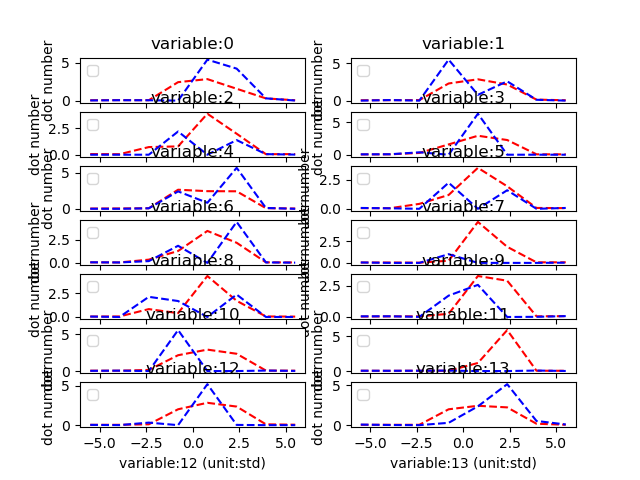 variable:0
variable:1
dot number
5
0
dot number
5
0
variable:2
variable:3
dot number
2.5
0.0
dot number
5
0
variable:4
variable:5
dot number
5
0
dot number
2.5
0.0
variable:6
variable:7
dot number
2.5
0.0
dot number
2.5
0.0
variable:8
variable:9
dot number
2.5
0.0
dot number
2.5
0.0
variable:10
variable:11
dot number
5
0
dot number
5
0
variable:12
variable:13
dot number
5
0
dot number
5
0
−5.0 −2.5 0.0 2.5 5.0
−5.0 −2.5 0.0 2.5 5.0
variable:12 (unit:std)
variable:13 (unit:std)